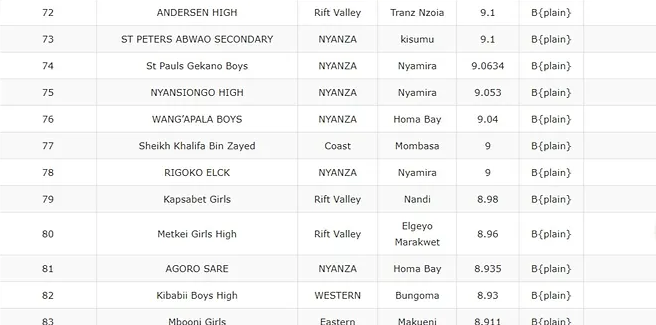 72 ANDERSEN HIGH Rift Valley Tranz Nzoia 9.1 B{plain}
73 ST PETERS ABWAO SECONDARY NYANZA kisumu 9.1 B{plain}
74 St Pauls Gekano Boys NYANZA Nyamira 9.0634 B{plain}
75 NYANSIONGO HIGH NYANZA Nyamira 9.053 B{plain}
76 WANG’APALA BOYS NYANZA Homa Bay 9.04 B{plain}
77 Sheikh Khalifa Bin Zayed Coast Mombasa 9 B{plain}
78 RIGOKO ELCK NYANZA Nyamira 9 B{plain}
79 Kapsabet Girls Rift Valley Nandi 8.98 B{plain}
80 Metkei Girls High Rift Valley Elgeyo Marakwet 8.96 B{plain}
81 AGORO SARE NYANZA Homa Bay 8.935 B{plain}
82 Kibabii Boys High WESTERN Bungoma 8.93 B{plain}
83 Mbooni Girls Eastern Makueni 8.911 B{plain}